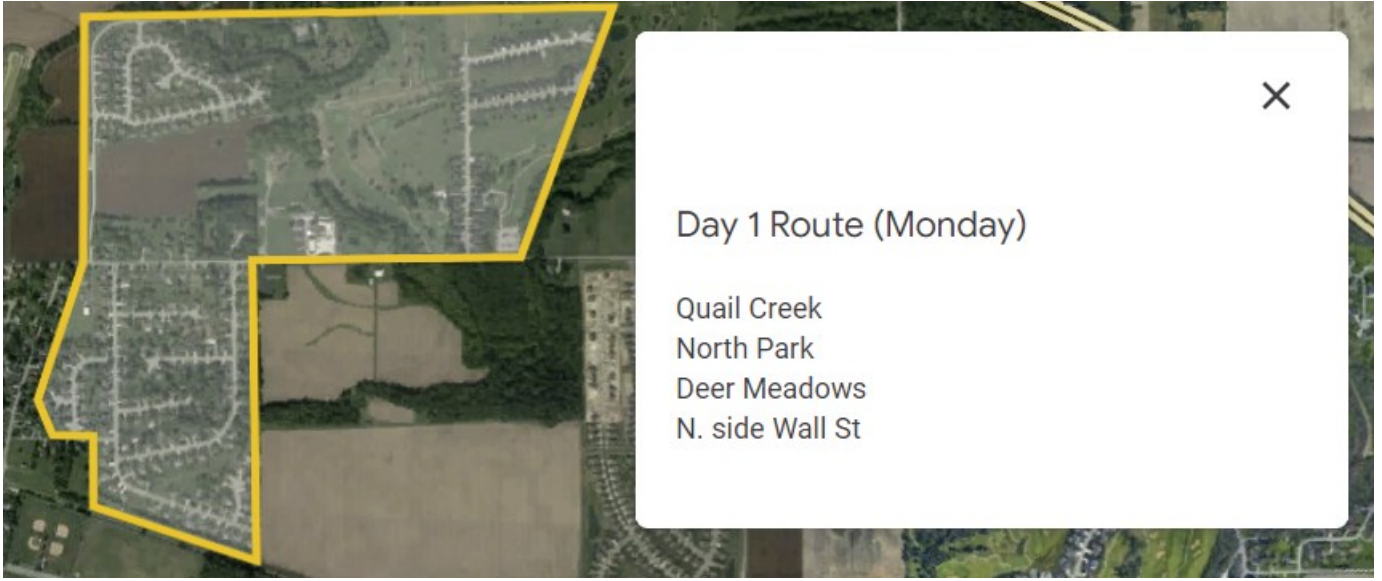 Day 1 Route (Monday)
Quail Creek
North Park
Deer Meadows
N. side Wall St